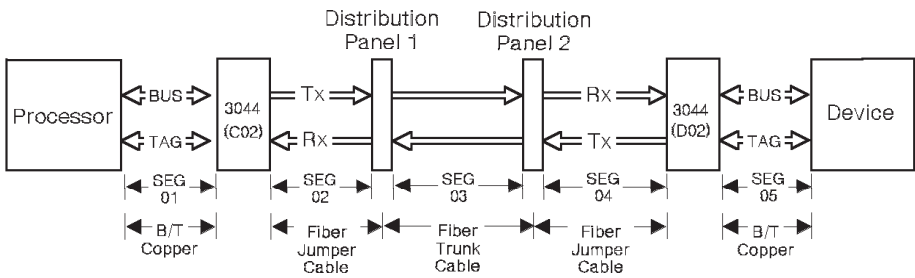 Distribution
Panel 1
Distribution
Panel 2
Processor
BUS
TAG
3044
(C02)
Tx
Rx
Rx
Tx
3044
(D02)
BUS
TAG
Device
SEG
01
SEG
02
SEG
03
SEG
04
SEG
05
B/T
Copper
Fiber
Jumper
Cable
Fiber
Trunk
Cable
Fiber
Jumper
Cable
B/T
Copper